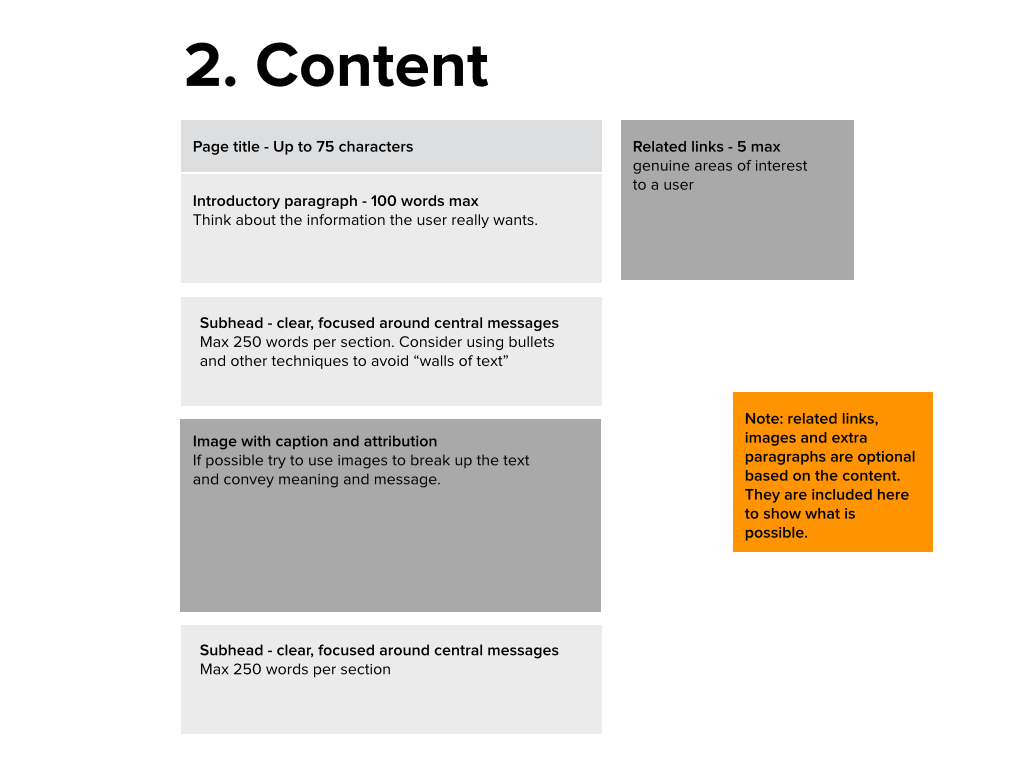 2. Content
Page title - Up to 75 characters
Introductory paragraph - 100 words max
Think about the information the user really wants.
Subhead - clear, focused around central messages
Max 250 words per section. Consider using bullets
and other techniques to avoid “walls of text”
Image with caption and attribution
If possible try to use images to break up the text
and convey meaning and message.
Subhead - clear, focused around central messages
Max 250 words per section
Related links - 5 max
genuine areas of interest
to a user
Note: related links,
images and extra
paragraphs are optional
based on the content.
They are included here
to show what is
possible.